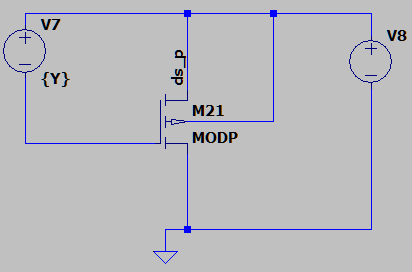 V7
{Y}
ds_p
M21
MODP
V8